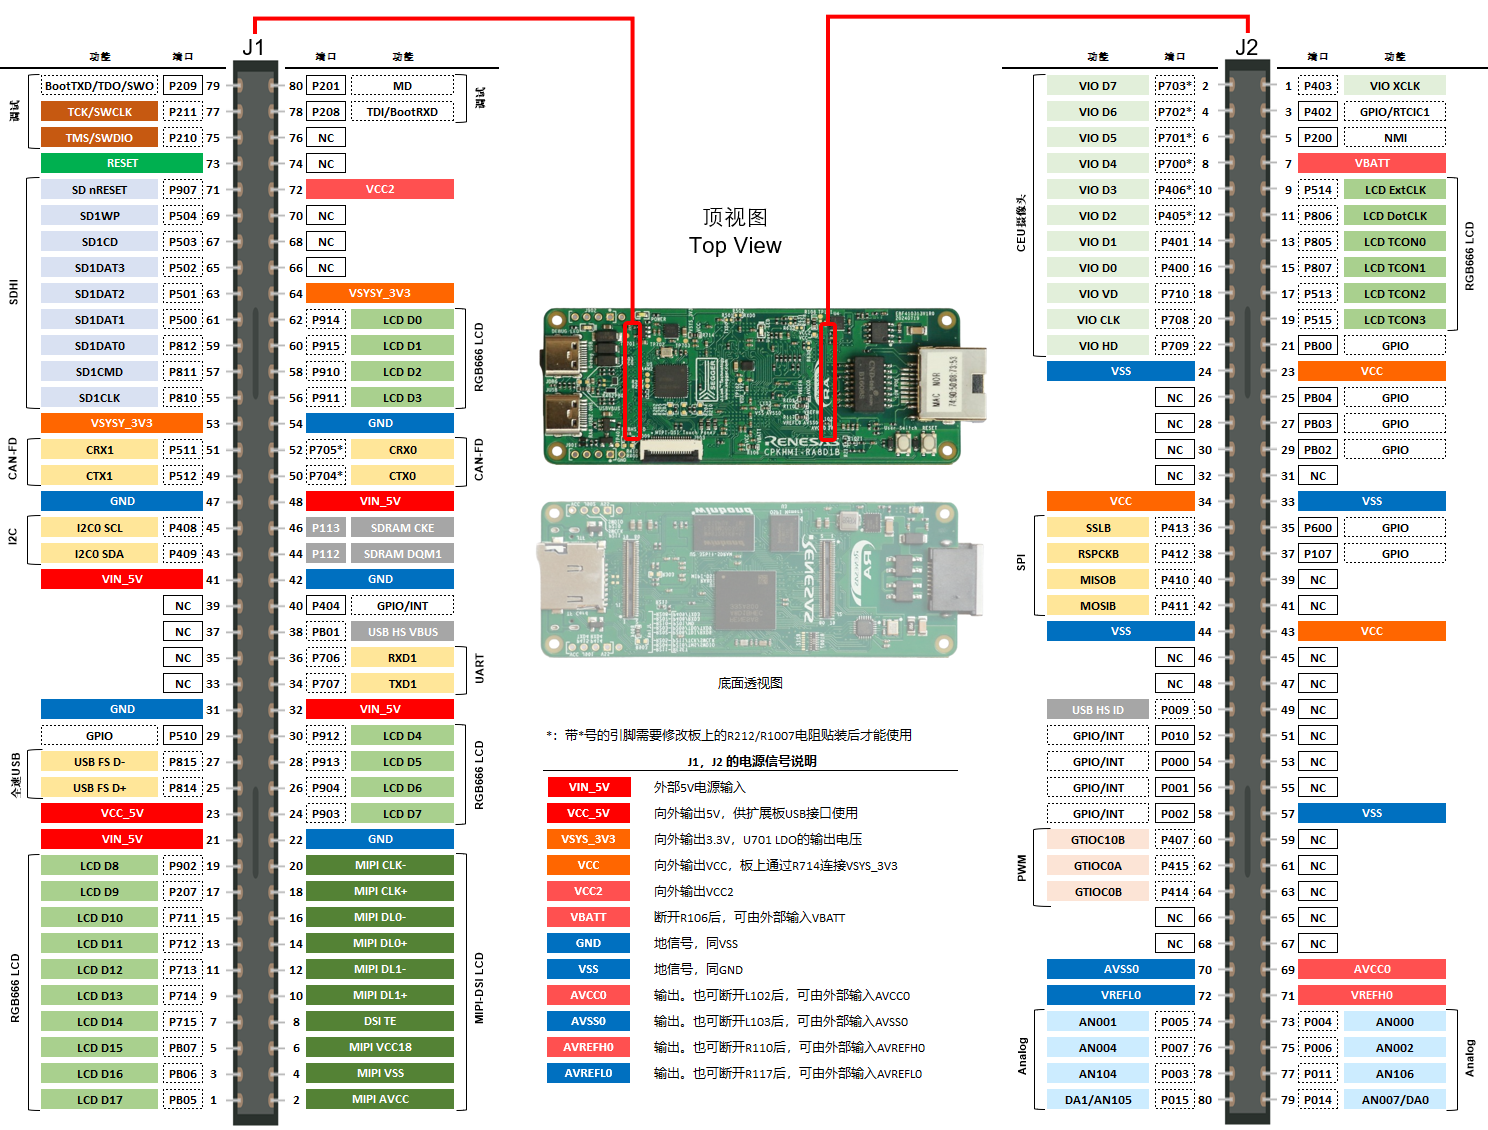 J1
功能 端口 端口 功能
调试
BootTXD/TDO/SWO P209 79
TCK/SWCLK P211 77
TMS/SWDIO P210 75
RESET 73
SDHI
SD nRESET P907 71
SD1WP P504 69
SD1CD P503 67
SD1DAT3 P502 65
SD1DAT2 P501 63
SD1DAT1 P500 61
SD1DAT0 P812 59
SD1CMD P811 57
SD1CLK P810 55
VSYSY_3V3 53
CAN-FD
CRX1 P511 51
CTX1 P512 49
GND 47
I2C
I2C0 SCL P408 45
I2C0 SDA P409 43
VIN_5V 41
NC 39
NC 37
NC 35
NC 33
GND 31
GPIO P510 29
全速USB
USB FS D- P815 27
USB FS D+ P814 25
VCC_5V 23
VIN_5V 21
RGB666 LCD
LCD D8 P902 19
LCD D9 P207 17
LCD D10 P711 15
LCD D11 P712 13
LCD D12 P713 11
LCD D13 P714 9
LCD D14 P715 7
LCD D15 PB07 5
LCD D16 PB06 3
LCD D17 PB05 1
80 P201 MD
78 P208 TDI/BootRXD
调试
76 NC
74 NC
72 VCC2
70 NC
68 NC
66 NC
64 VSYSY_3V3
62 P914 LCD D0
60 P915 LCD D1
58 P910 LCD D2
56 P911 LCD D3
RGB666 LCD
54 GND
52 P705* CRX0
50 P704* CTX0
CAN-FD
48 VIN_5V
46 P113 SDRAM CKE
44 P112 SDRAM DQM1
42 GND
40 P404 GPIO/INT
38 PB01 USB HS VBUS
36 P706 RXD1
34 P707 TXD1
UART
32 VIN_5V
30 P912 LCD D4
28 P913 LCD D5
26 P904 LCD D6
24 P903 LCD D7
RGB666 LCD
22 GND
20 MIPI CLK-
18 MIPI CLK+
16 MIPI DL0-
14 MIPI DL0+
12 MIPI DL1-
10 MIPI DL1+
8 DSI TE
6 MIPI VCC18
4 MIPI VSS
2 MIPI AVCC
MIPI-DSI LCD
顶视图
Top View
SEGGER
RA
MAC NOR
74:90:50:08:73:53
RENESAS
CPKHMI-RA8D1B
RESET
底面透视图
*：带*号的引脚需要修改板上的R212/R1007电阻贴装后才能使用
J1，J2 的电源信号说明
VIN_5V 外部5V电源输入
VCC_5V 向外输出5V，供扩展板USB接口使用
VSYS_3V3 向外输出3.3V，U701 LDO的输出电压
VCC 向外输出VCC，板上通过R714连接VSYS_3V3
VCC2 向外输出VCC2
VBATT 断开R106后，可由外部输入VBATT
GND 地信号，同VSS
VSS 地信号，同GND
AVCC0 输出。也可断开L102后，可由外部输入AVCC0
AVSS0 输出。也可断开L103后，可由外部输入AVSS0
AVREFH0 输出。也可断开R110后，可由外部输入AVREFH0
AVREFL0 输出。也可断开R117后，可由外部输入AVREFL0
J2
功能 端口 端口 功能
CEU摄像头
VIO D7 P703* 2
VIO D6 P702* 4
VIO D5 P701* 6
VIO D4 P700* 8
VIO D3 P406* 10
VIO D2 P405* 12
VIO D1 P401 14
VIO D0 P400 16
VIO VD P710 18
VIO CLK P708 20
VIO HD P709 22
VSS 24
NC 26
NC 28
NC 30
NC 32
VCC 34
SPI
SSLB P413 36
RSPCKB P412 38
MISOB P410 40
MOSIB P411 42
VSS 44
NC 46
NC 48
USB HS ID P009 50
GPIO/INT P010 52
GPIO/INT P000 54
GPIO/INT P001 56
GPIO/INT P002 58
PWM
GTIOC10B P407 60
GTIOC0A P415 62
GTIOC0B P414 64
NC 66
NC 68
AVSS0 70
VREFL0 72
Analog
AN001 P005 74
AN004 P007 76
AN104 P003 78
DA1/AN105 P015 80
1 P403 VIO XCLK
3 P402 GPIO/RTCIC1
5 P200 NMI
7 VBATT
9 P514 LCD ExtCLK
11 P806 LCD DotCLK
13 P805 LCD TCON0
15 P807 LCD TCON1
17 P513 LCD TCON2
19 P515 LCD TCON3
RGB666 LCD
21 PB00 GPIO
23 VCC
25 PB04 GPIO
27 PB03 GPIO
29 PB02 GPIO
31 NC
33 VSS
35 P600 GPIO
37 P107 GPIO
39 NC
41 NC
43 VCC
45 NC
47 NC
49 NC
51 NC
53 NC
55 NC
57 VSS
59 NC
61 NC
63 NC
65 NC
67 NC
69 AVCC0
71 VREFH0
73 P004 AN000
75 P006 AN002
77 P011 AN106
79 P014 AN007/DA0
Analog